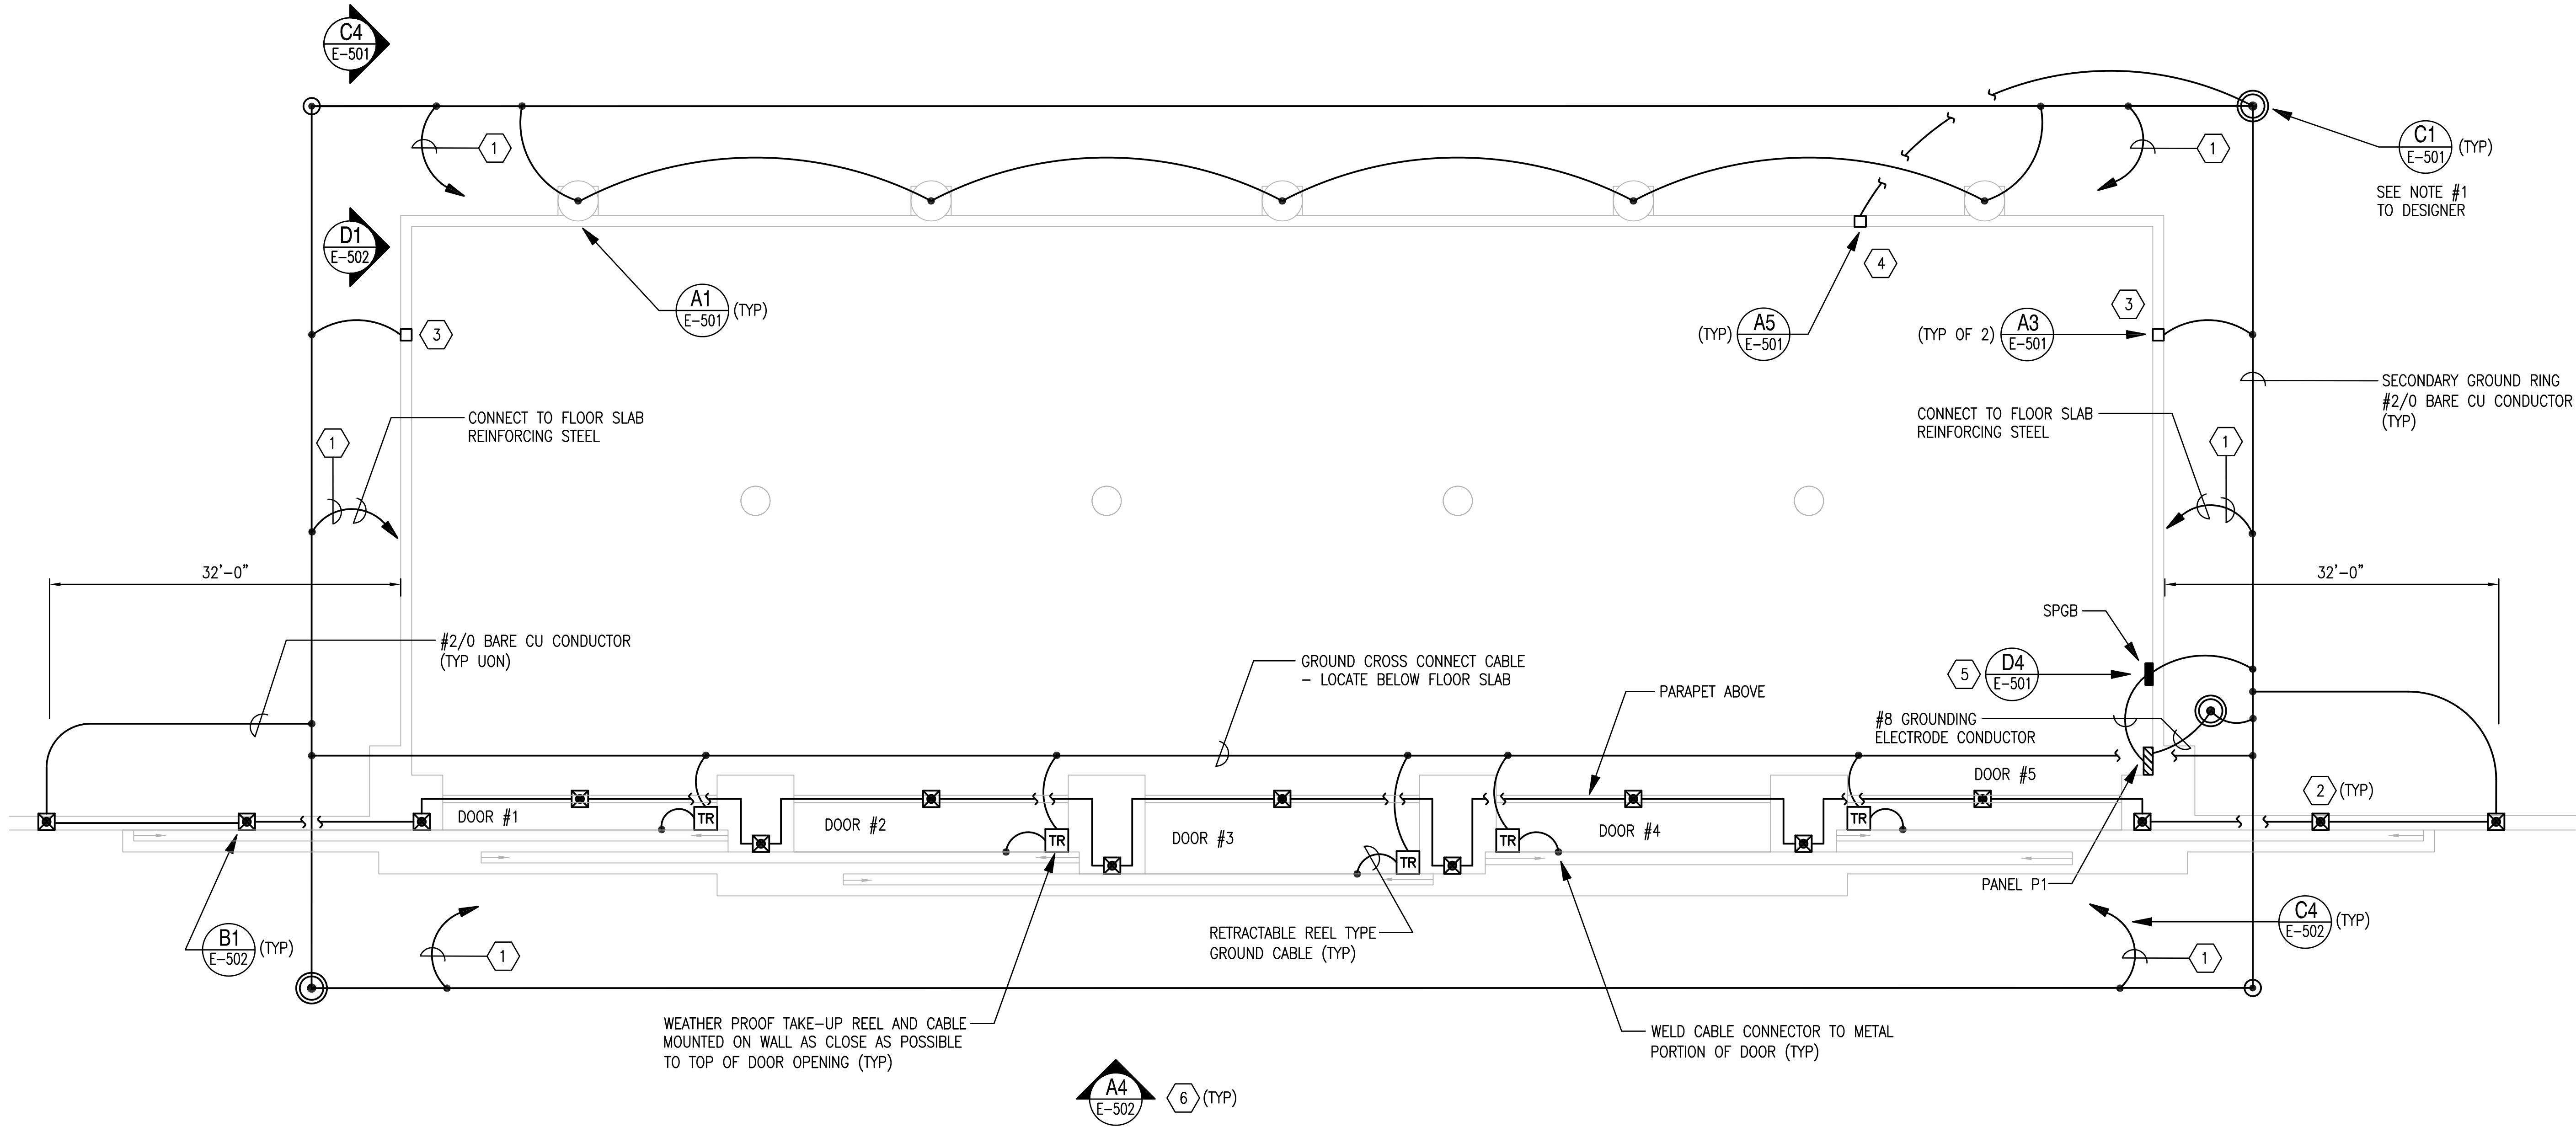 C4
E-501
1
1
C1
E-501
(TYP)
SEE NOTE #1
TO DESIGNER
D1
E-502
4
A1
E-501
(TYP)
3
3
(TYP)
A5
E-501
(TYP OF 2)
A3
E-501
SECONDARY GROUND RING
#2/0 BARE CU CONDUCTOR
(TYP)
CONNECT TO FLOOR SLAB
REINFORCING STEEL
CONNECT TO FLOOR SLAB
REINFORCING STEEL
1
1
32'-0"
32'-0"
SPGB
#2/0 BARE CU CONDUCTOR
(TYP UON)
GROUND CROSS CONNECT CABLE
- LOCATE BELOW FLOOR SLAB
5
D4
E-501
PARAPET ABOVE
#8 GROUNDING
ELECTRODE CONDUCTOR
DOOR #5
2
(TYP)
DOOR #1
TR
DOOR #2
TR
DOOR #3
TR
TR
DOOR #4
TR
PANEL P1
C4
E-502
(TYP)
B1
E-502
(TYP)
RETRACTABLE REEL TYPE
GROUND CABLE (TYP)
1
1
WEATHER PROOF TAKE-UP REEL AND CABLE
MOUNTED ON WALL AS CLOSE AS POSSIBLE
TO TOP OF DOOR OPENING (TYP)
WELD CABLE CONNECTOR TO METAL
PORTION OF DOOR (TYP)
A4
E-502
6
(TYP)